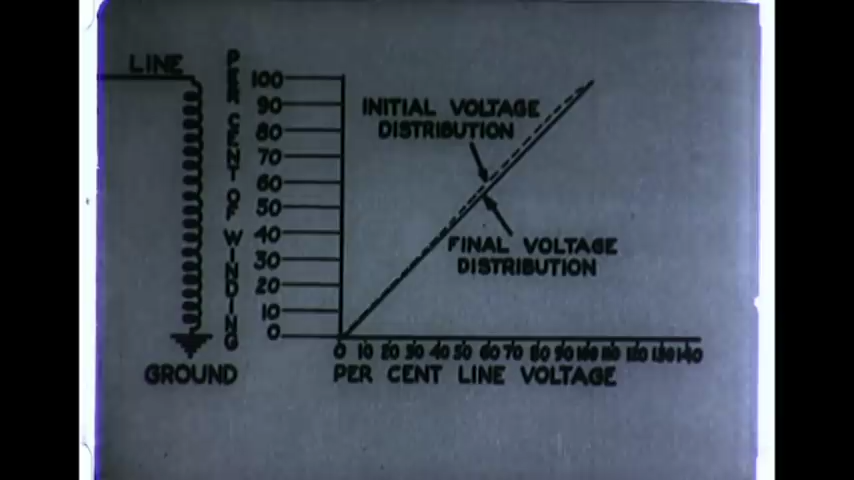 LINE
PER CENT OF WINDING
100
90
80
70
60
50
40
30
20
10
0
INITIAL VOLTAGE
DISTRIBUTION
FINAL VOLTAGE
DISTRIBUTION
0 10 20 30 40 50 60 70 80 90 100 110 120 130 140
PER CENT LINE VOLTAGE
GROUND